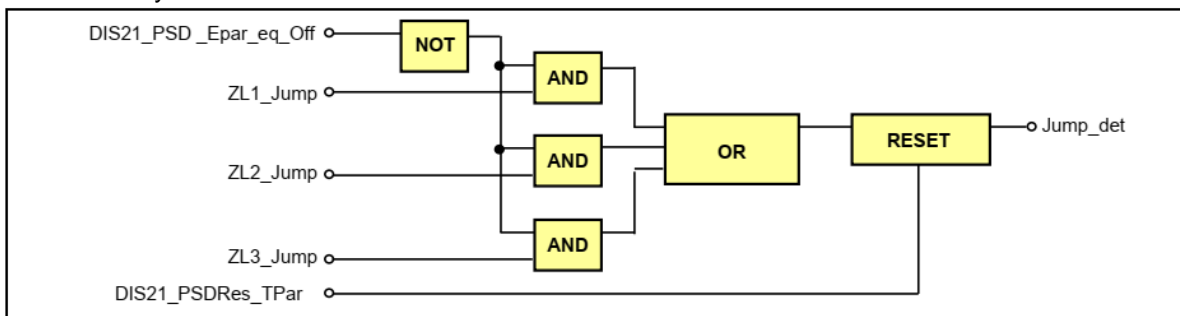 DIS21_PSD _Epar_eq_Off
NOT
AND
ZL1_Jump
Jump_det
OR
RESET
AND
ZL2_Jump
AND
ZL3_Jump
DIS21_PSDRes_TPar